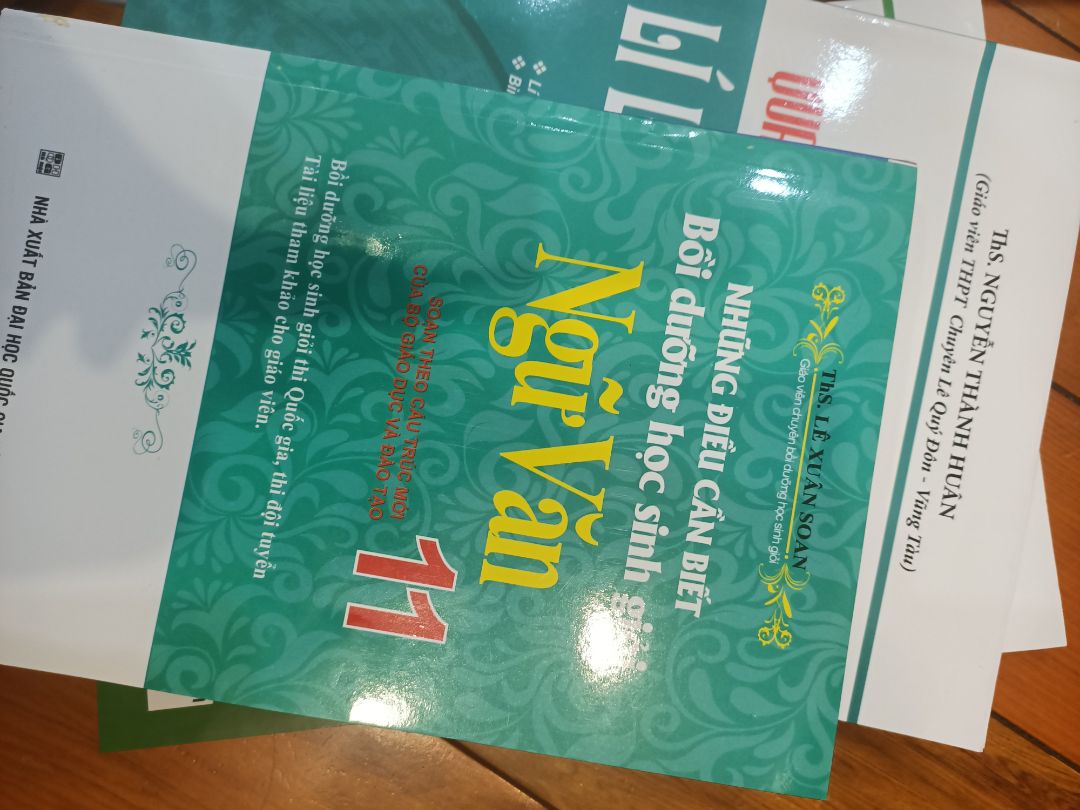 ThS. LÊ XUÂN SOẠN
Giáo viên chuyên bồi dưỡng học sinh giỏi
NHỮNG ĐIỀU CẦN BIẾT
Bồi dưỡng học sinh giỏi
Ngữ Văn
11
SOẠN THEO CẤU TRÚC MỚI
CỦA BỘ GIÁO DỤC VÀ ĐÀO TẠO
Bồi dưỡng học sinh giỏi thi Quốc gia, thi đội tuyển
Tài liệu tham khảo cho giáo viên.
NHÀ XUẤT BẢN ĐẠI HỌC QUỐC
ThS. NGUYỄN THÀNH HUÂN
(Giáo viên THPT Chuyên Lê Quý Đôn - Vũng Tàu)
LÍ L